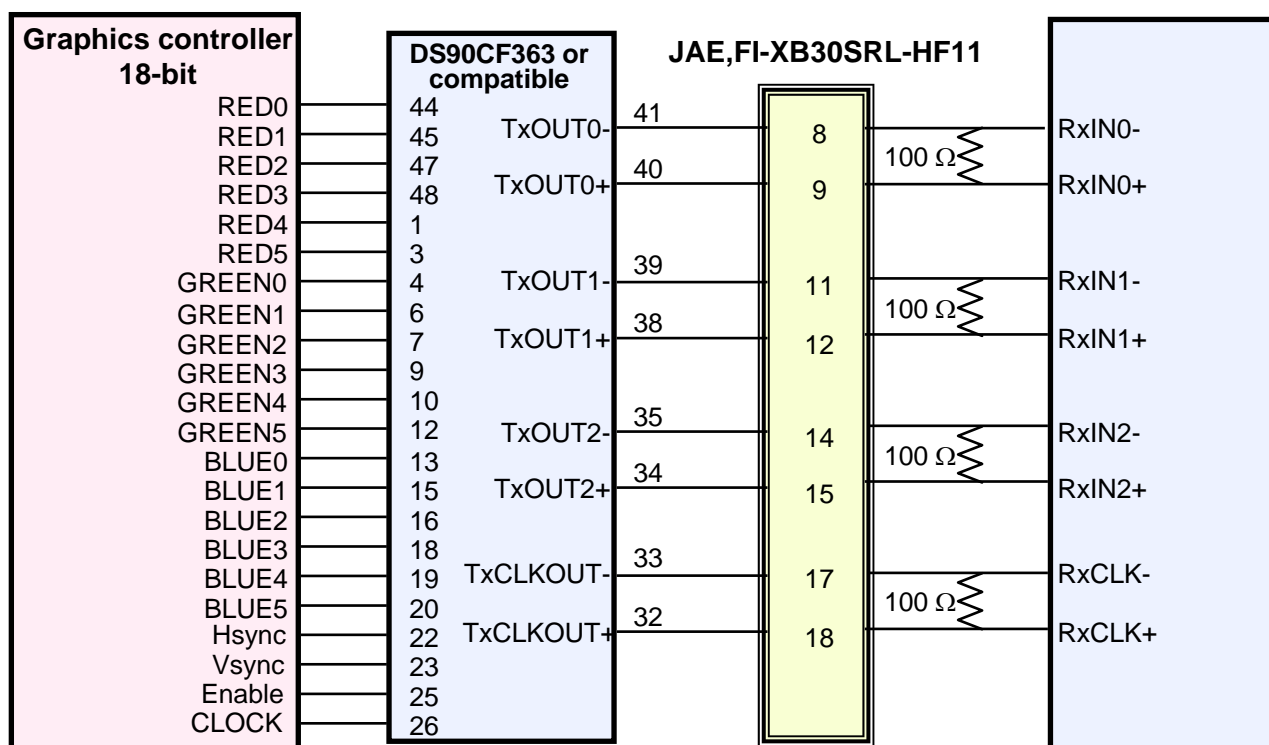 Graphics controller
18-bit
DS90CF363 or
compatible
JAE,FI-XB30SRL-HF11
RED0 44
RED1 45
RED2 47
RED3 48
RED4 1
RED5 3
GREEN0 4
GREEN1 6
GREEN2 7
GREEN3 9
GREEN4 10
GREEN5 12
BLUE0 13
BLUE1 15
BLUE2 16
BLUE3 18
BLUE4 19
BLUE5 20
Hsync 22
Vsync 23
Enable 25
CLOCK 26
TxOUT0- 41 8 RxIN0-
100 Ω
TxOUT0+ 40 9 RxIN0+
TxOUT1- 39 11 RxIN1-
100 Ω
TxOUT1+ 38 12 RxIN1+
TxOUT2- 35 14 RxIN2-
100 Ω
TxOUT2+ 34 15 RxIN2+
TxCLKOUT- 33 17 RxCLK-
100 Ω
TxCLKOUT+ 32 18 RxCLK+